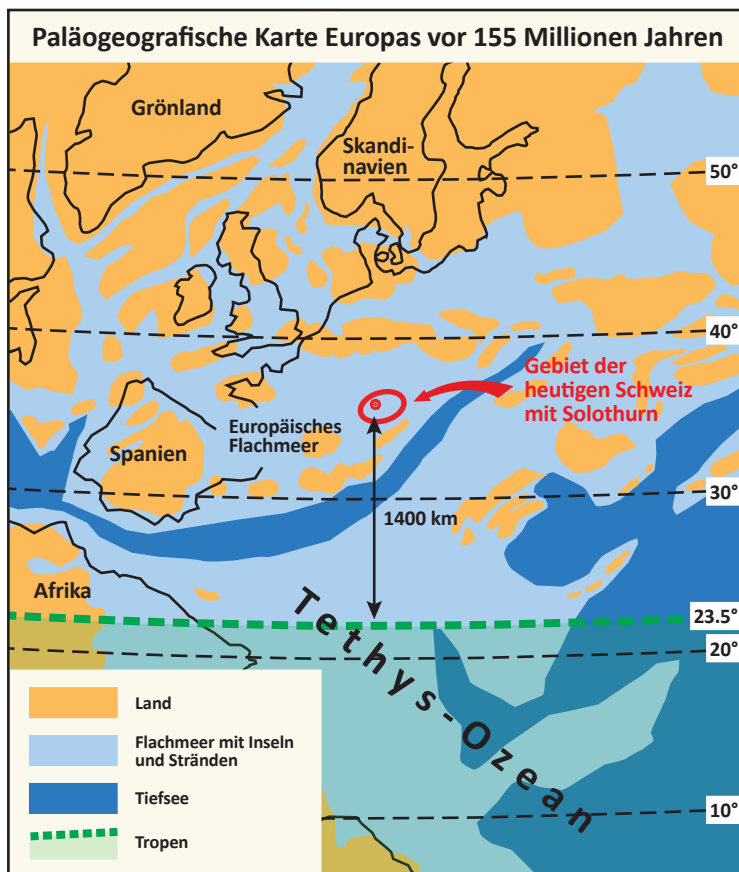 Paläogeografische Karte Europas vor 155 Millionen Jahren
Grönland
Skandi-
navien
50°
40°
Gebiet der
heutigen Schweiz
mit Solothurn
Europäisches
Flachmeer
Spanien
30°
1400 km
Afrika
23.5°
20°
Tethys-Ozean
10°
Land
Flachmeer mit Inseln
und Stränden
Tiefsee
Tropen